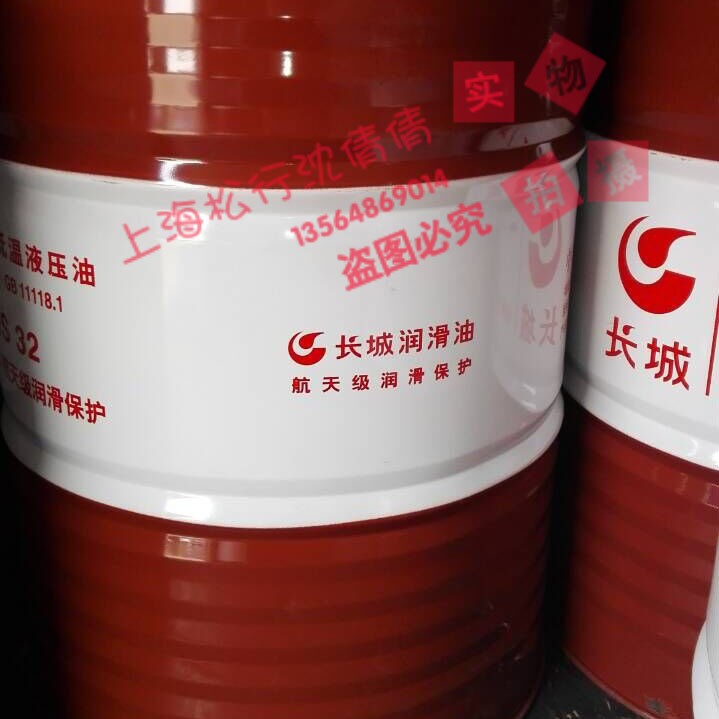 实物
拍摄
上海松行沈倩倩
13564869014
盗图必究
低温液压油
GB 11118.1
S 32
航天级润滑保护
长城润滑油
航天级润滑保护
长城